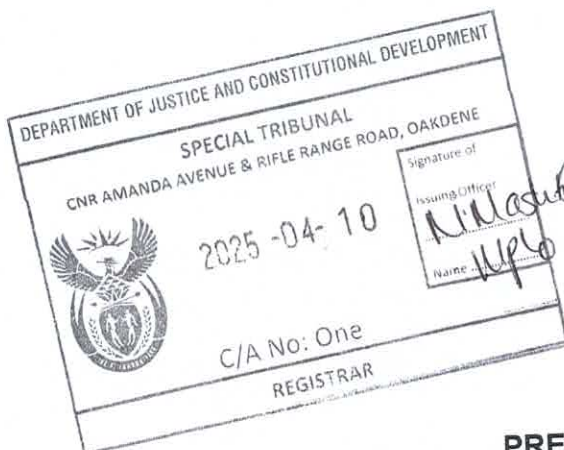 DEPARTMENT OF JUSTICE AND CONSTITUTIONAL DEVELOPMENT
SPECIAL TRIBUNAL
CNR AMANDA AVENUE & RIFLE RANGE ROAD, OAKDENE
Signature of
Issuing Officer
2025-04-10
Name
C/A No: One
REGISTRAR
PRE